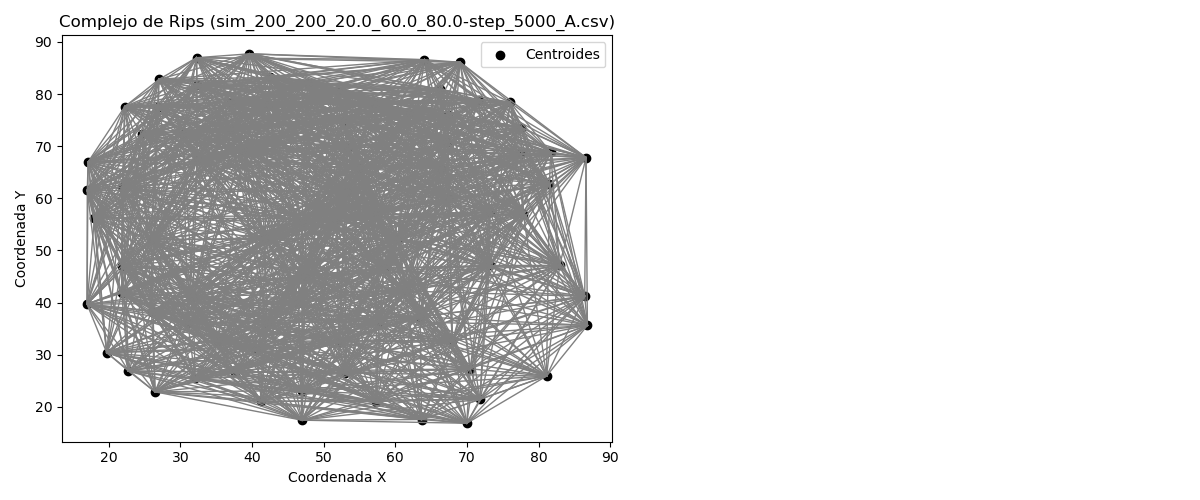 Complejo de Rips (sim_200_200_20.0_60.0_80.0-step_5000_A.csv)
Centroides
90
80
70
60
50
40
30
20
Coordenada Y
20 30 40 50 60 70 80 90
Coordenada X